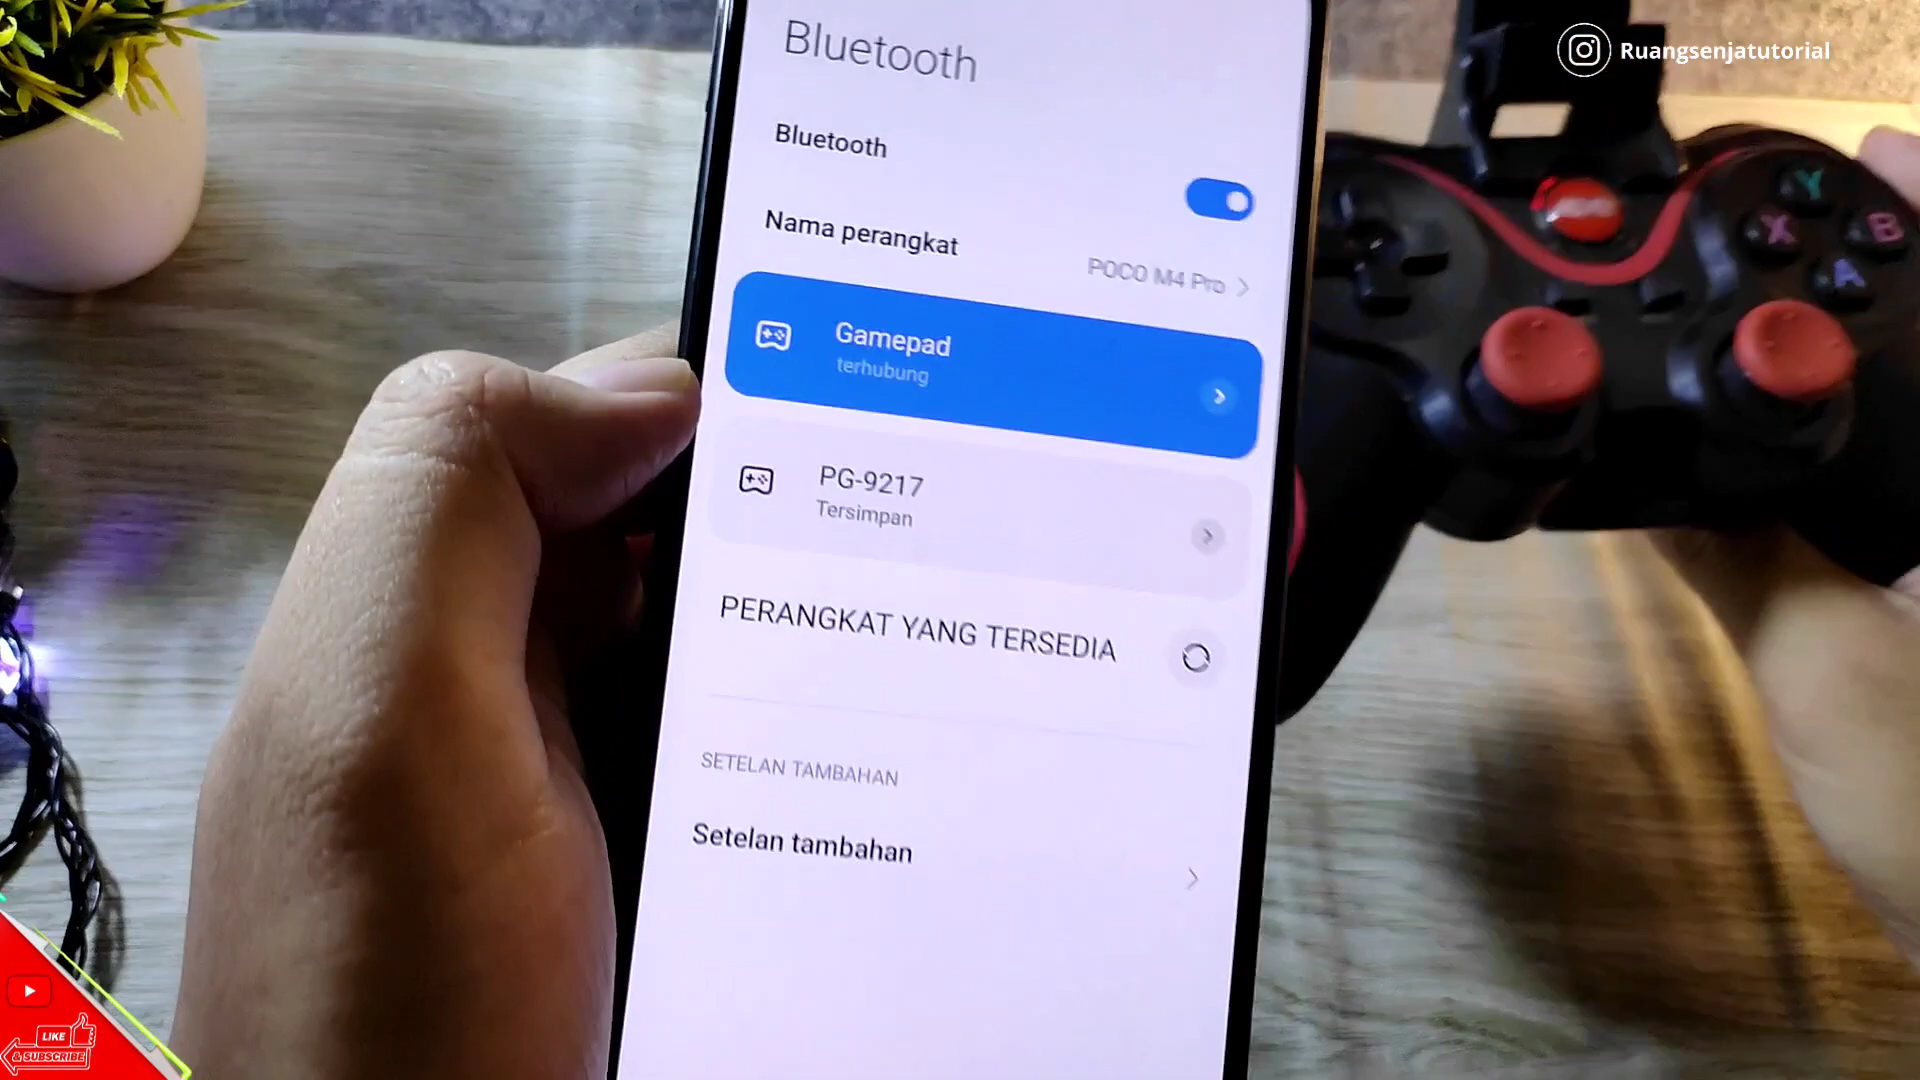 Bluetooth
Ruangsenjatutorial
Bluetooth
Nama perangkat
POCO M4 Pro
Gamepad
terhubung
PG-9217
Tersimpan
PERANGKAT YANG TERSEDIA
SETELAN TAMBAHAN
Setelan tambahan
Y
X
B
A
LIKE
& SUBSCRIBE